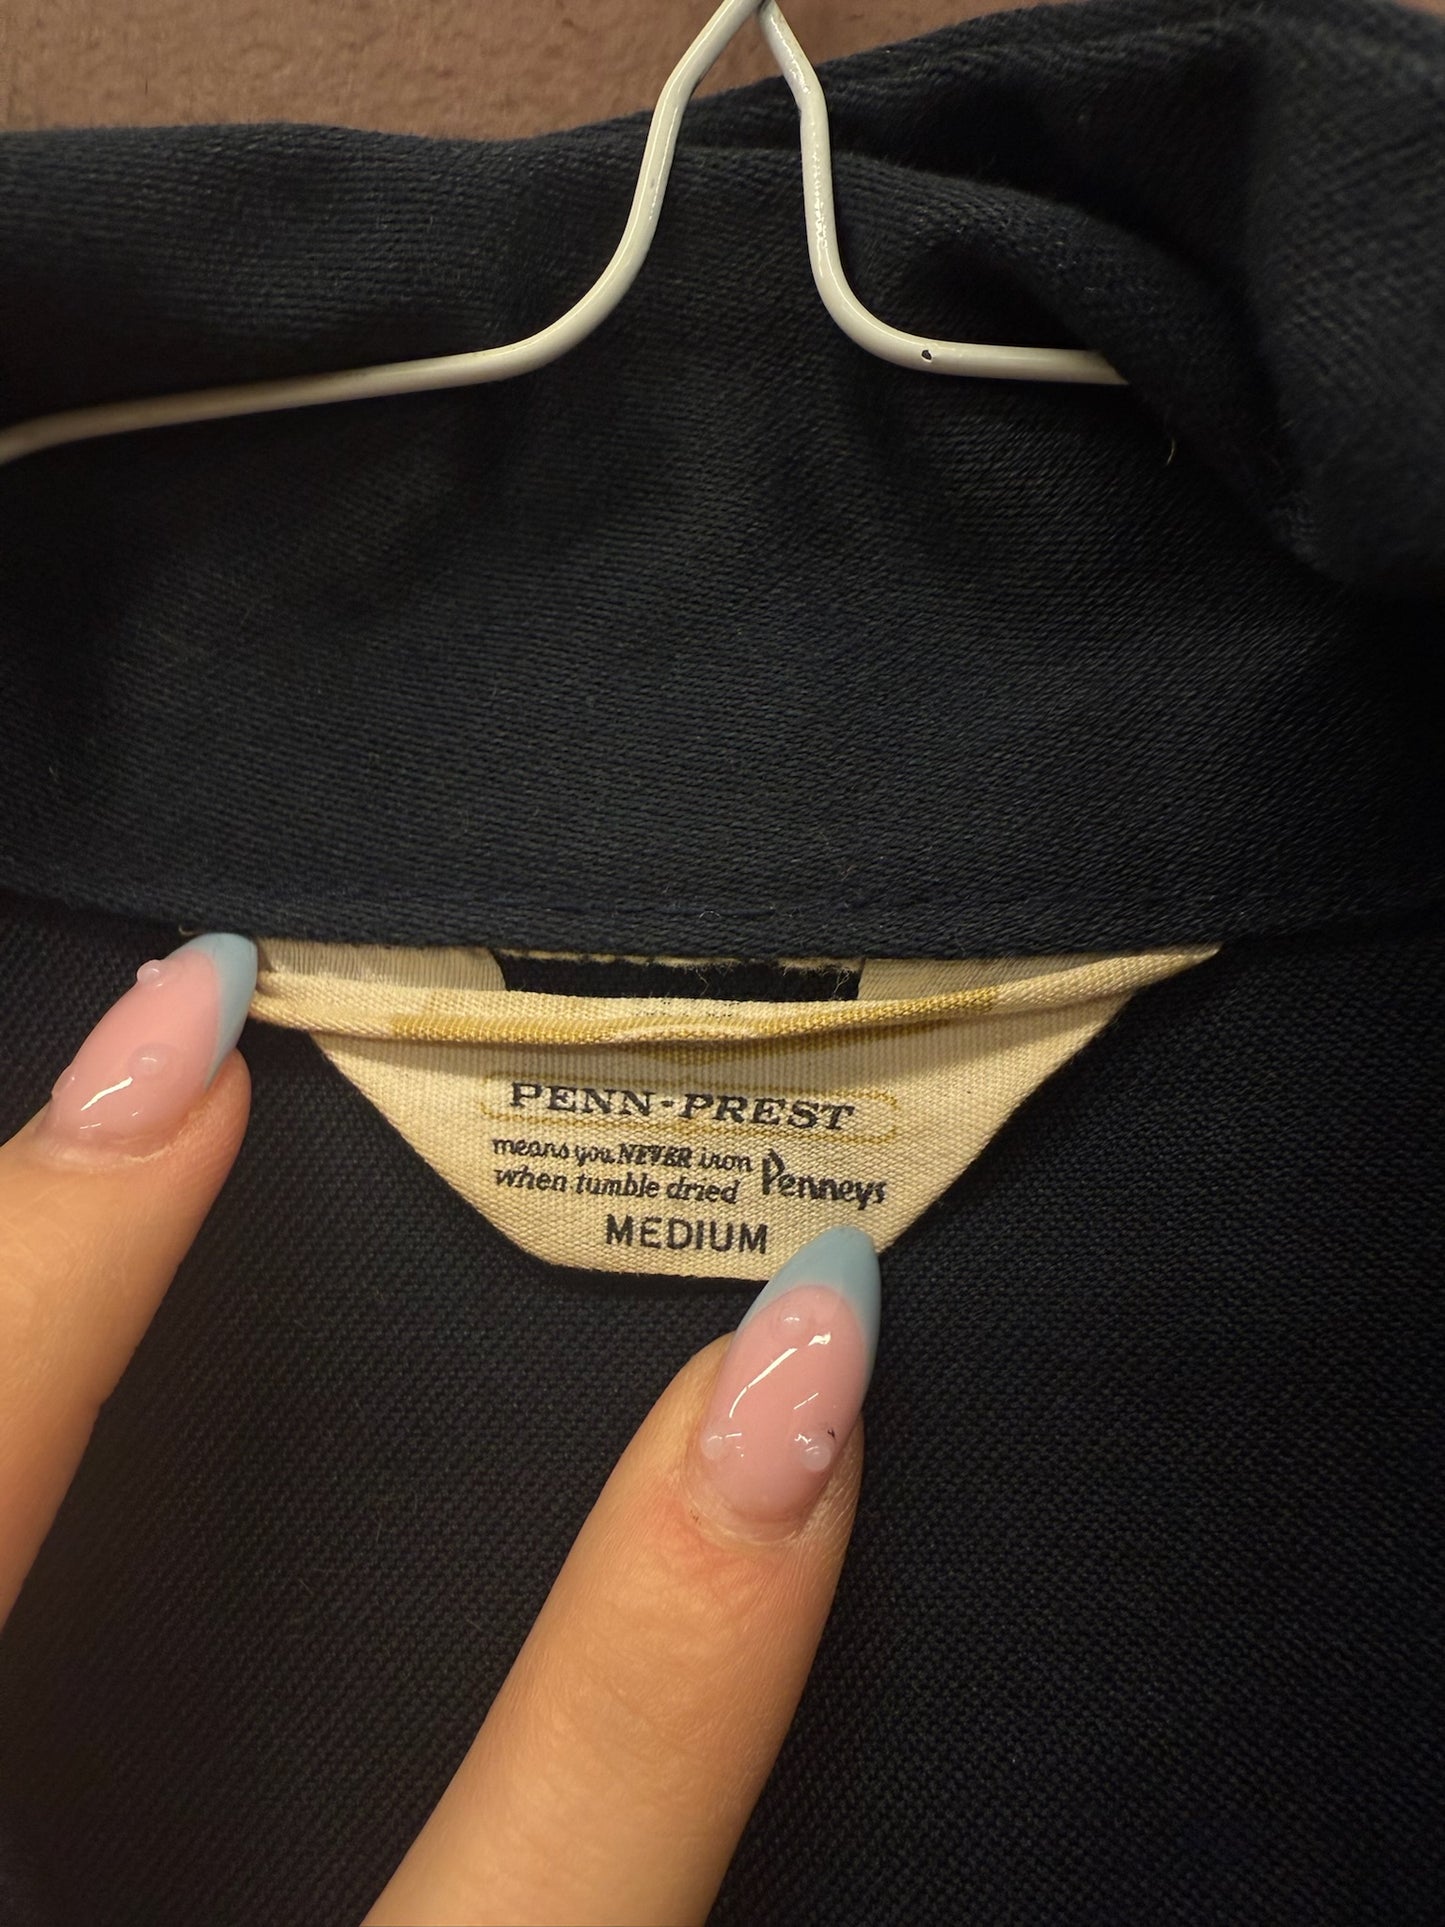 PENN-PREST
means you NEVER iron
when tumble dried Penneys
MEDIUM